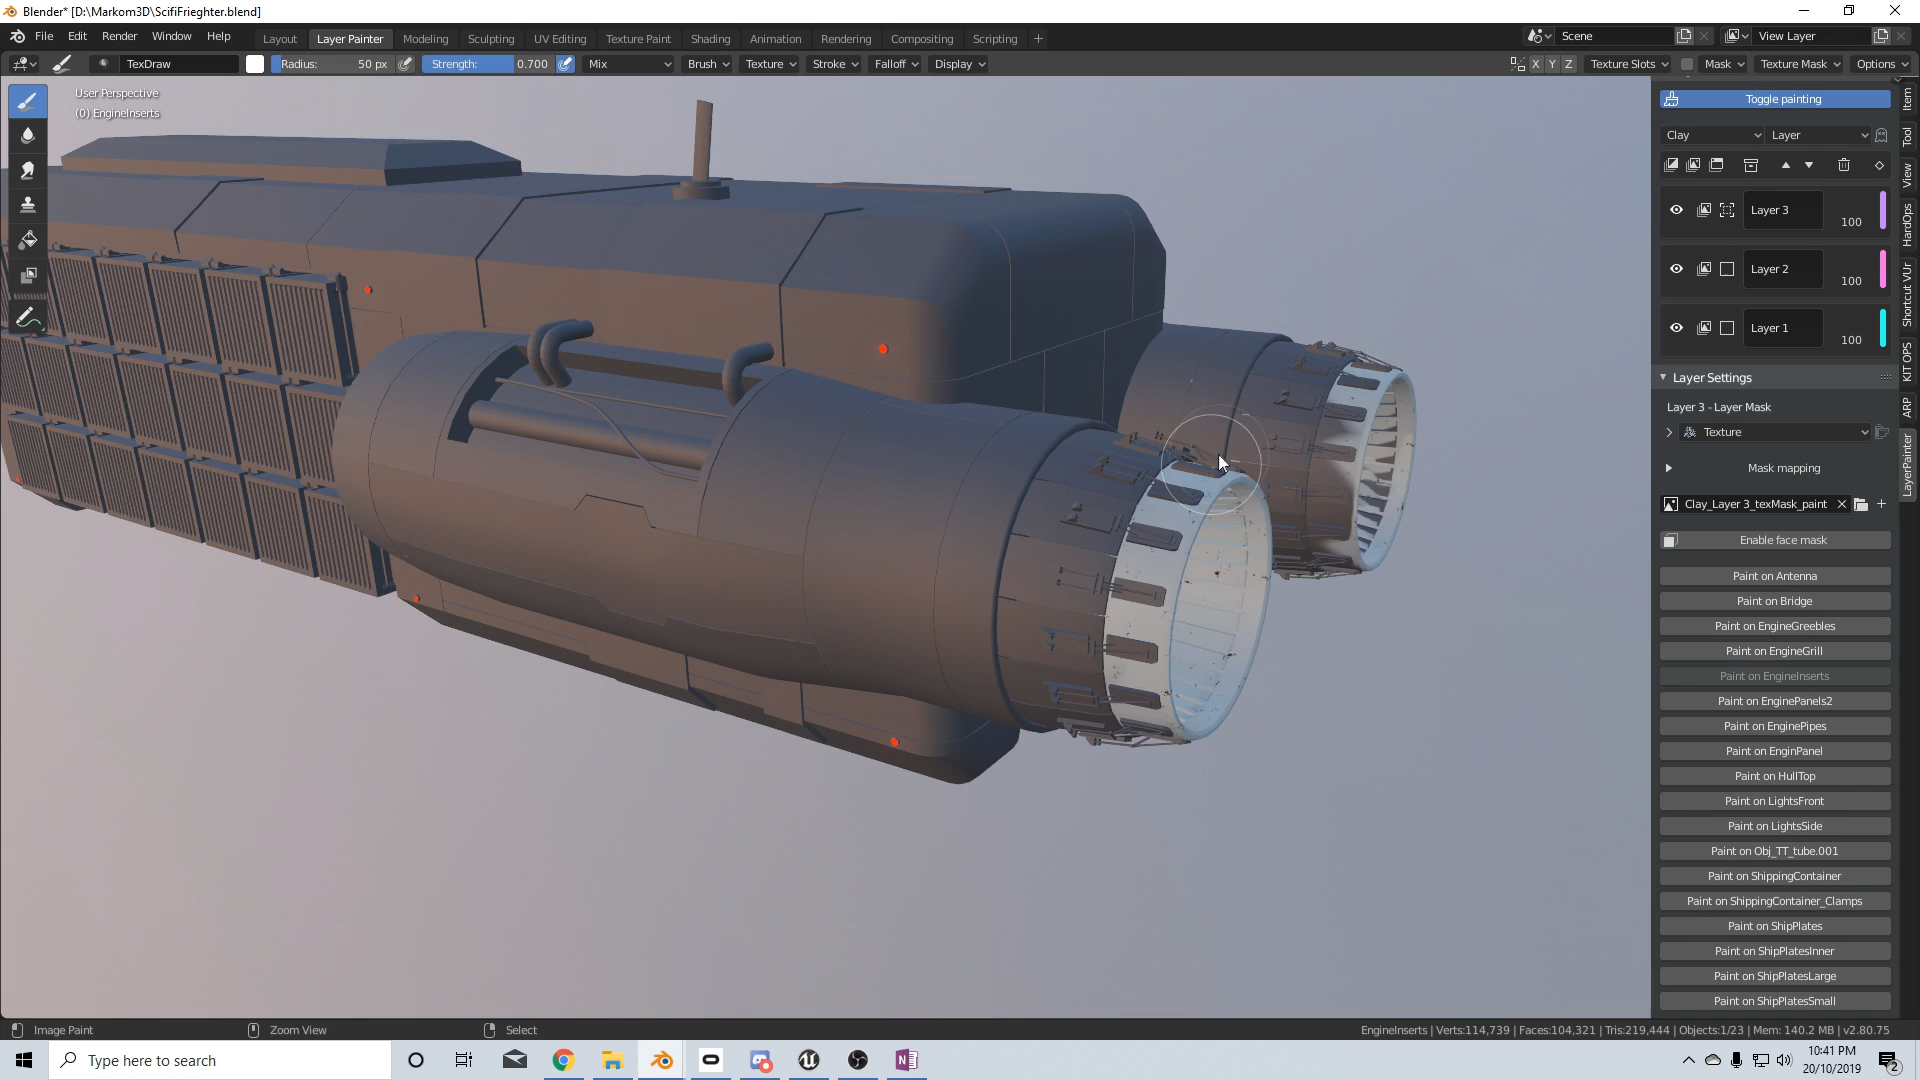 Blender* [D:\Markom3D\ScifiFrieghter.blend]
File Edit Render Window Help Layout Layer Painter Modeling Sculpting UV Editing Texture Paint Shading Animation Rendering Compositing Scripting + Scene View Layer
TexDraw Radius: 50 px Strength: 0.700 Mix Brush Texture Stroke Falloff Display X Y Z Texture Slots Mask Texture Mask Options
User Perspective
(0) EngineInserts
Toggle painting
Clay Layer
Layer 3
100
Layer 2
100
Layer 1
100
Layer Settings
Layer 3 - Layer Mask
Texture
Mask mapping
Clay_Layer 3_texMask_paint
Enable face mask
Paint on Antenna
Paint on Bridge
Paint on EngineGreebles
Paint on EngineGrill
Paint on EngineInserts
Paint on EnginePanels2
Paint on EnginePipes
Paint on EnginPanel
Paint on HullTop
Paint on LightsFront
Paint on LightsSide
Paint on Obj_TT_tube.001
Paint on ShippingContainer
Paint on ShippingContainer_Clamps
Paint on ShipPlates
Paint on ShipPlatesInner
Paint on ShipPlatesLarge
Paint on ShipPlatesSmall
Item
Tool
View
HardOps
Shortcut VUr
KIT OPS
ARP
LayerPainter
Image Paint Zoom View Select EngineInserts | Verts:114,739 | Faces:104,321 | Tris:219,444 | Objects:1/23 | Mem: 140.2 MB | v2.80.75
Type here to search
10:41 PM
20/10/2019
2